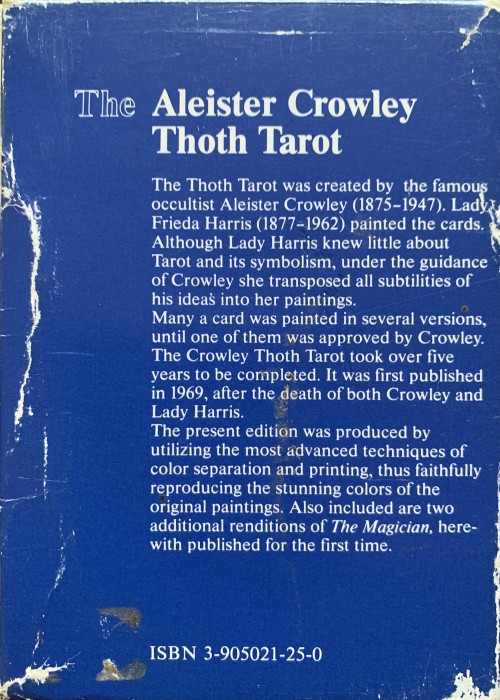 The Aleister Crowley
Thoth Tarot
The Thoth Tarot was created by the famous
occultist Aleister Crowley (1875-1947). Lady
Frieda Harris (1877-1962) painted the cards.
Although Lady Harris knew little about
Tarot and its symbolism, under the guidance
of Crowley she transposed all subtilities of
his ideas into her paintings.
Many a card was painted in several versions,
until one of them was approved by Crowley.
The Crowley Thoth Tarot took over five
years to be completed. It was first published
in 1969, after the death of both Crowley and
Lady Harris.
The present edition was produced by
utilizing the most advanced techniques of
color separation and printing, thus faithfully
reproducing the stunning colors of the
original paintings. Also included are two
additional renditions of The Magician, here-
with published for the first time.
ISBN 3-905021-25-0